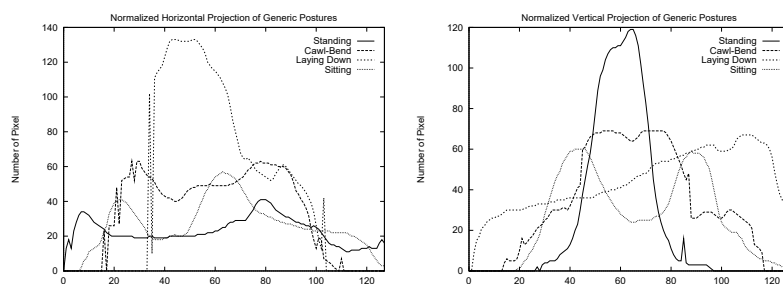 Normalized Horizontal Projection of Generic Postures
Number of Pixel
140
120
100
80
60
40
20
0
0 20 40 60 80 100 120
Standing
Cawl-Bend
Laying Down
Sitting
Normalized Vertical Projection of Generic Postures
Number of Pixel
120
100
80
60
40
20
0
0 20 40 60 80 100 120
Standing
Cawl-Bend
Laying Down
Sitting